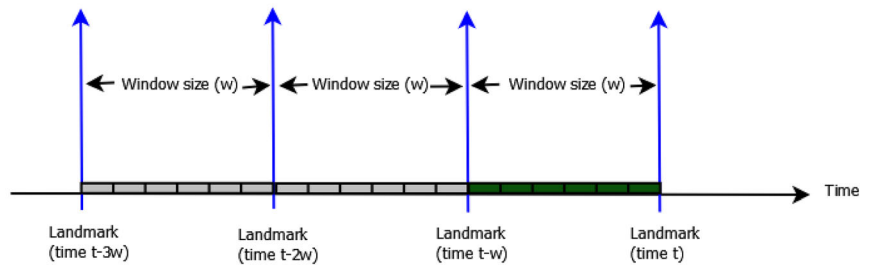 Window size (w)
Window size (w)
Window size (w)
Time
Landmark
(time t-3w)
Landmark
(time t-2w)
Landmark
(time t-w)
Landmark
(time t)